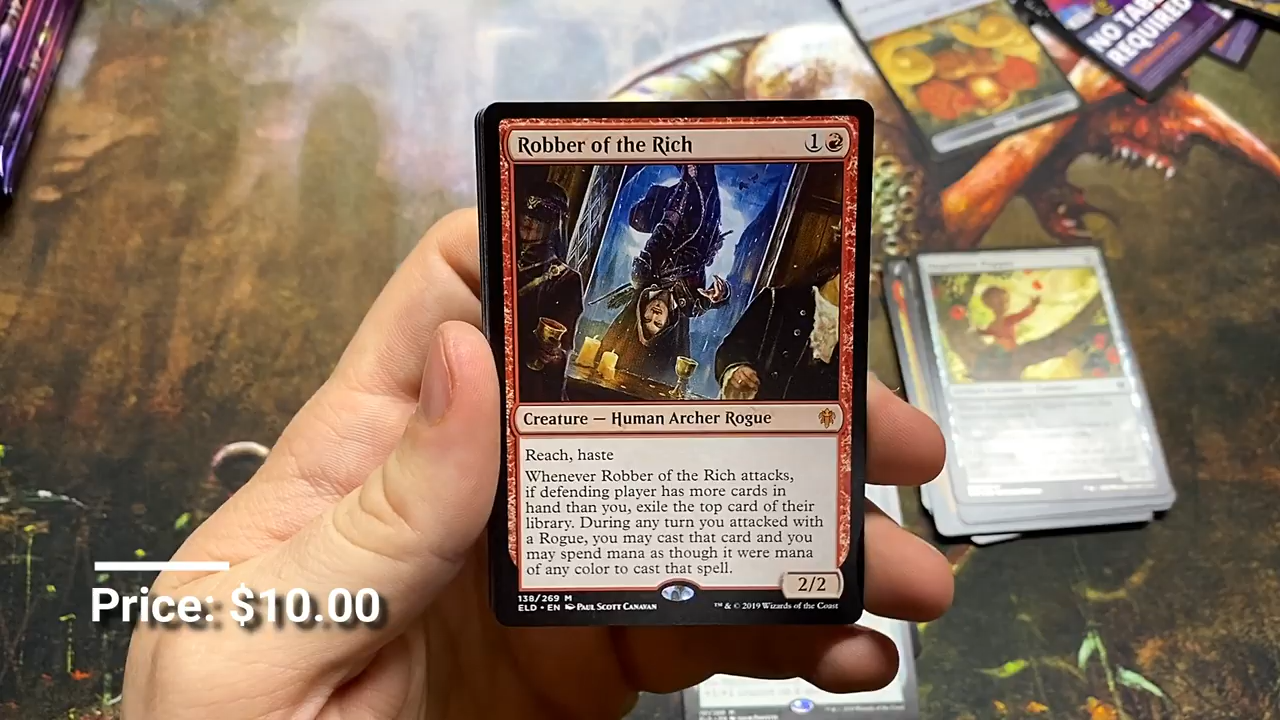 NO TAB
REQUIRED
Robber of the Rich 1
Creature — Human Archer Rogue
Reach, haste
Whenever Robber of the Rich attacks,
if defending player has more cards in
hand than you, exile the top card of their
library. During any turn you attacked with
a Rogue, you may cast that card and you
may spend mana as though it were mana
of any color to cast that spell.
2/2
138/269 M
ELD • EN Paul Scott Canavan
™ & © 2019 Wizards of the Coast
Price: $10.00